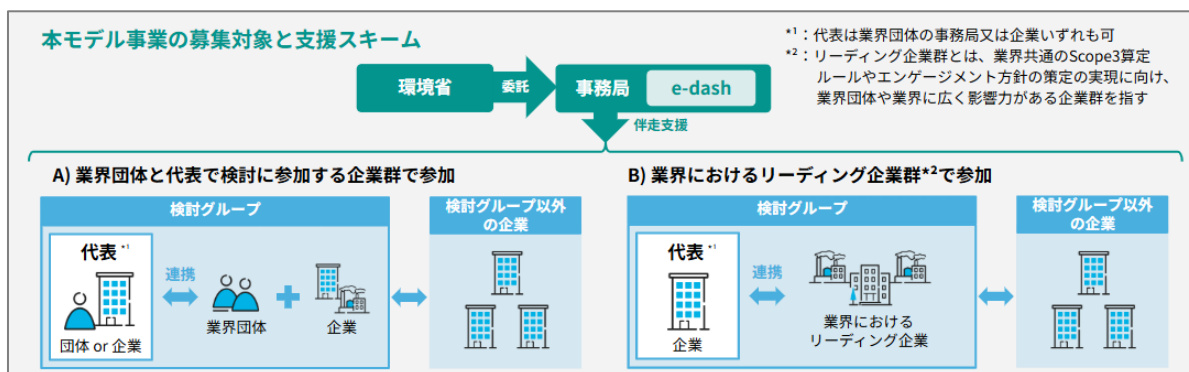 本モデル事業の募集対象と支援スキーム
*1：代表は業界団体の事務局又は企業いずれも可
*2：リーディング企業群とは、業界共通のScope3算定
ルールやエンゲージメント方針の策定の実現に向け、
業界団体や業界に広く影響力がある企業群を指す
環境省
委託
事務局
e-dash
伴走支援
A) 業界団体と代表で検討に参加する企業群で参加
検討グループ
代表 *1
団体 or 企業
連携
業界団体
企業
検討グループ以外
の企業
B) 業界におけるリーディング企業群*2で参加
検討グループ
代表 *1
企業
連携
業界における
リーディング企業
検討グループ以外
の企業